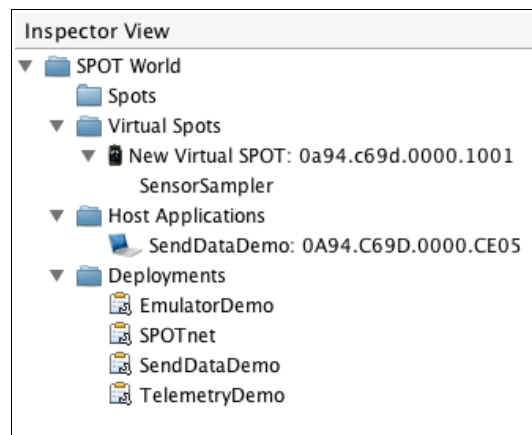 Inspector View
SPOT World
Spots
Virtual Spots
New Virtual SPOT: 0a94.c69d.0000.1001
SensorSampler
Host Applications
SendDataDemo: 0A94.C69D.0000.CE05
Deployments
EmulatorDemo
SPOTnet
SendDataDemo
TelemetryDemo